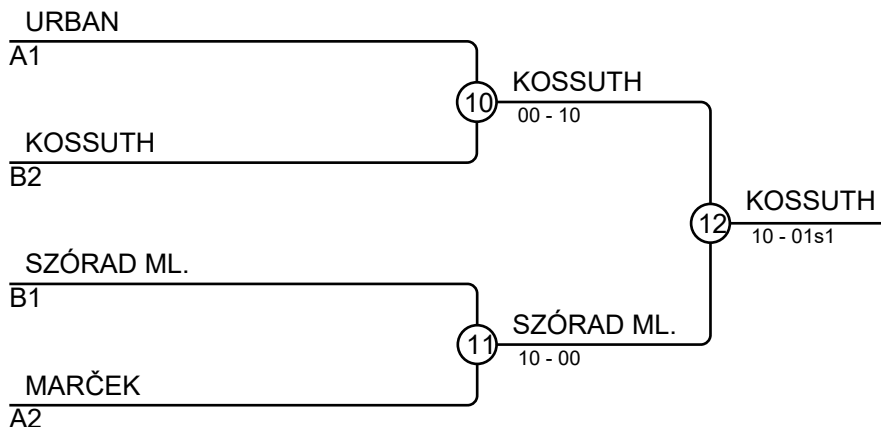 URBAN
A1
10
KOSSUTH
00 - 10
KOSSUTH
B2
12
KOSSUTH
10 - 01s1
SZÓRAD ML.
B1
11
SZÓRAD ML.
10 - 00
MARČEK
A2